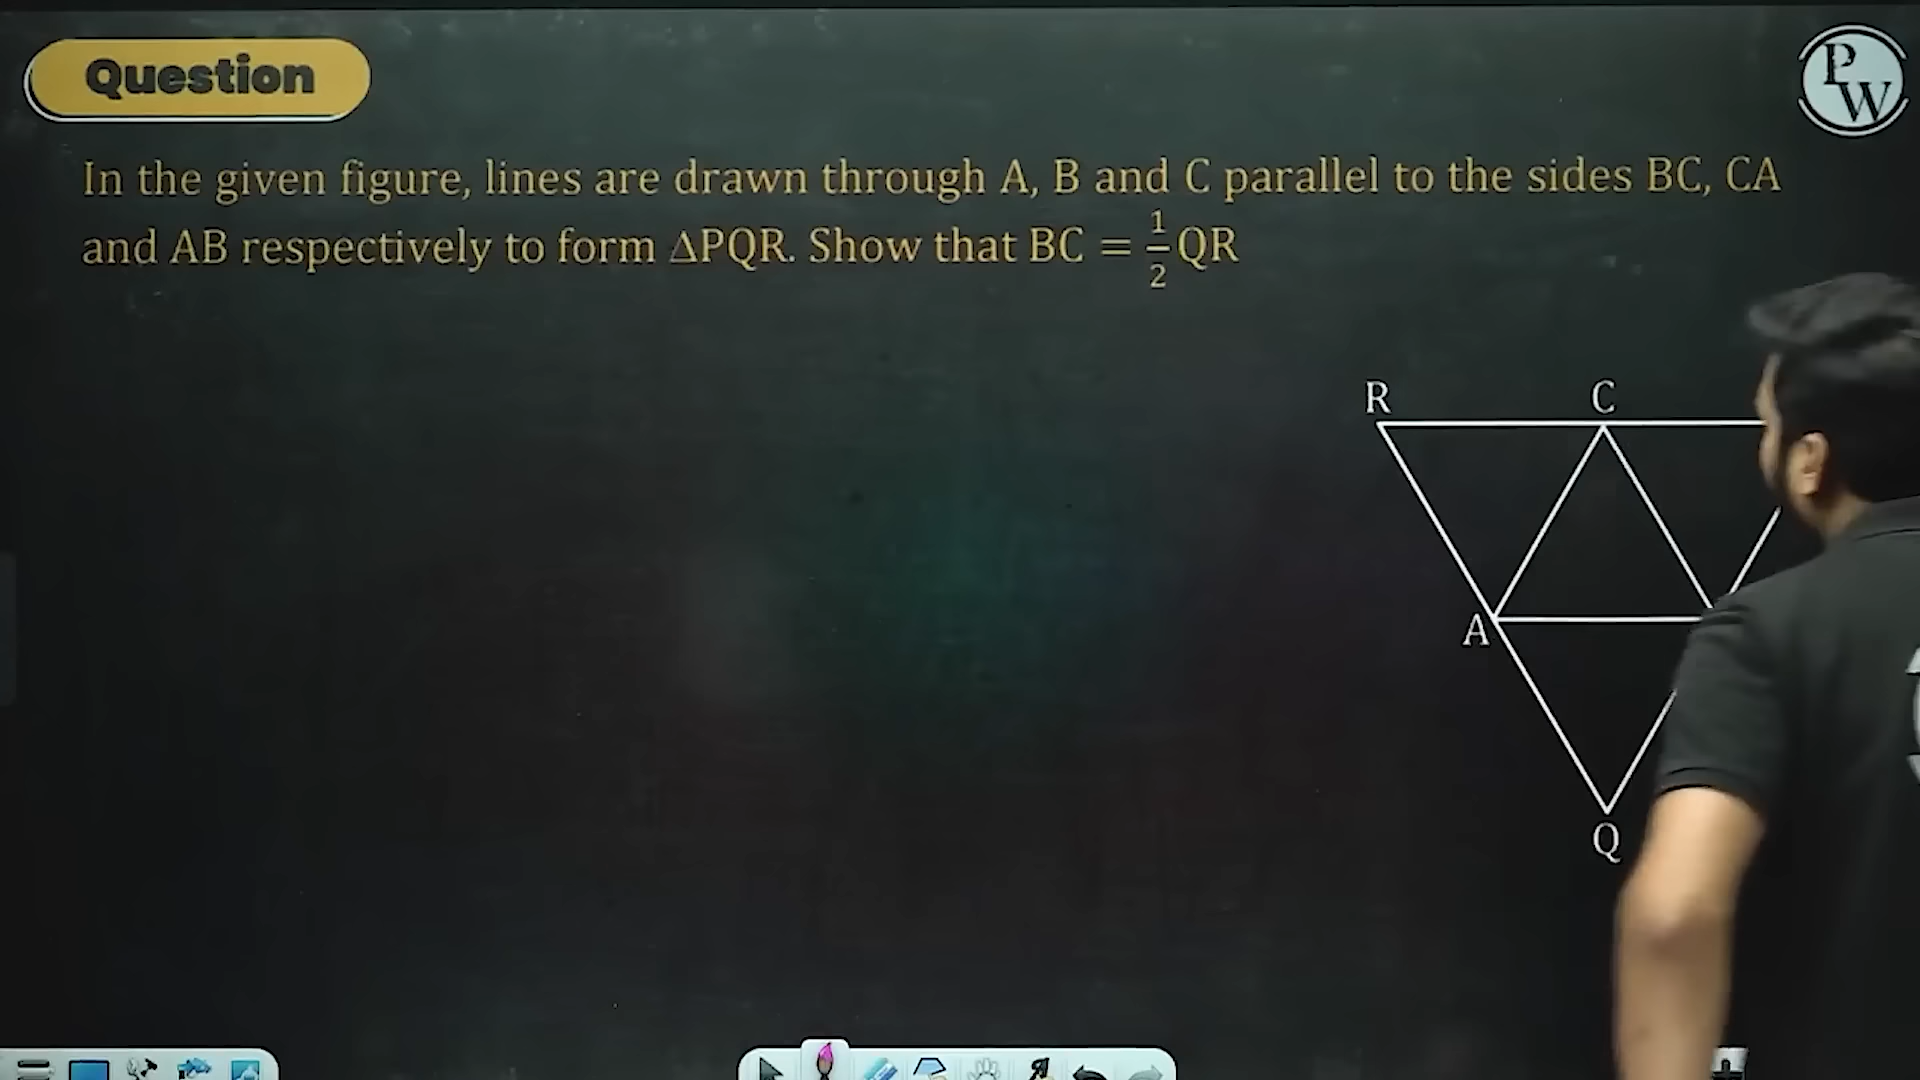 Question
PW
In the given figure, lines are drawn through A, B and C parallel to the sides BC, CA
and AB respectively to form ΔPQR. Show that BC = 1/2 QR
R
C
A
Q